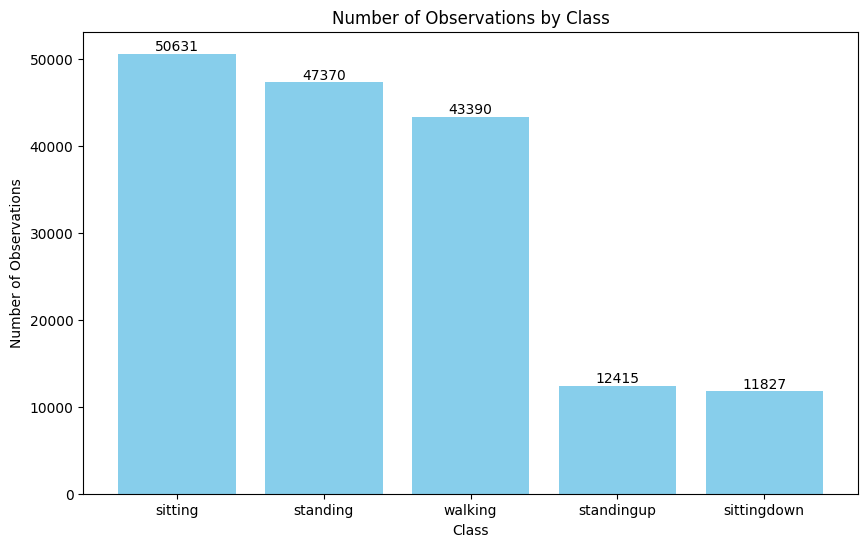 Number of Observations by Class
Number of Observations
50000
40000
30000
20000
10000
0
50631
47370
43390
12415
11827
sitting
standing
walking
standingup
sittingdown
Class